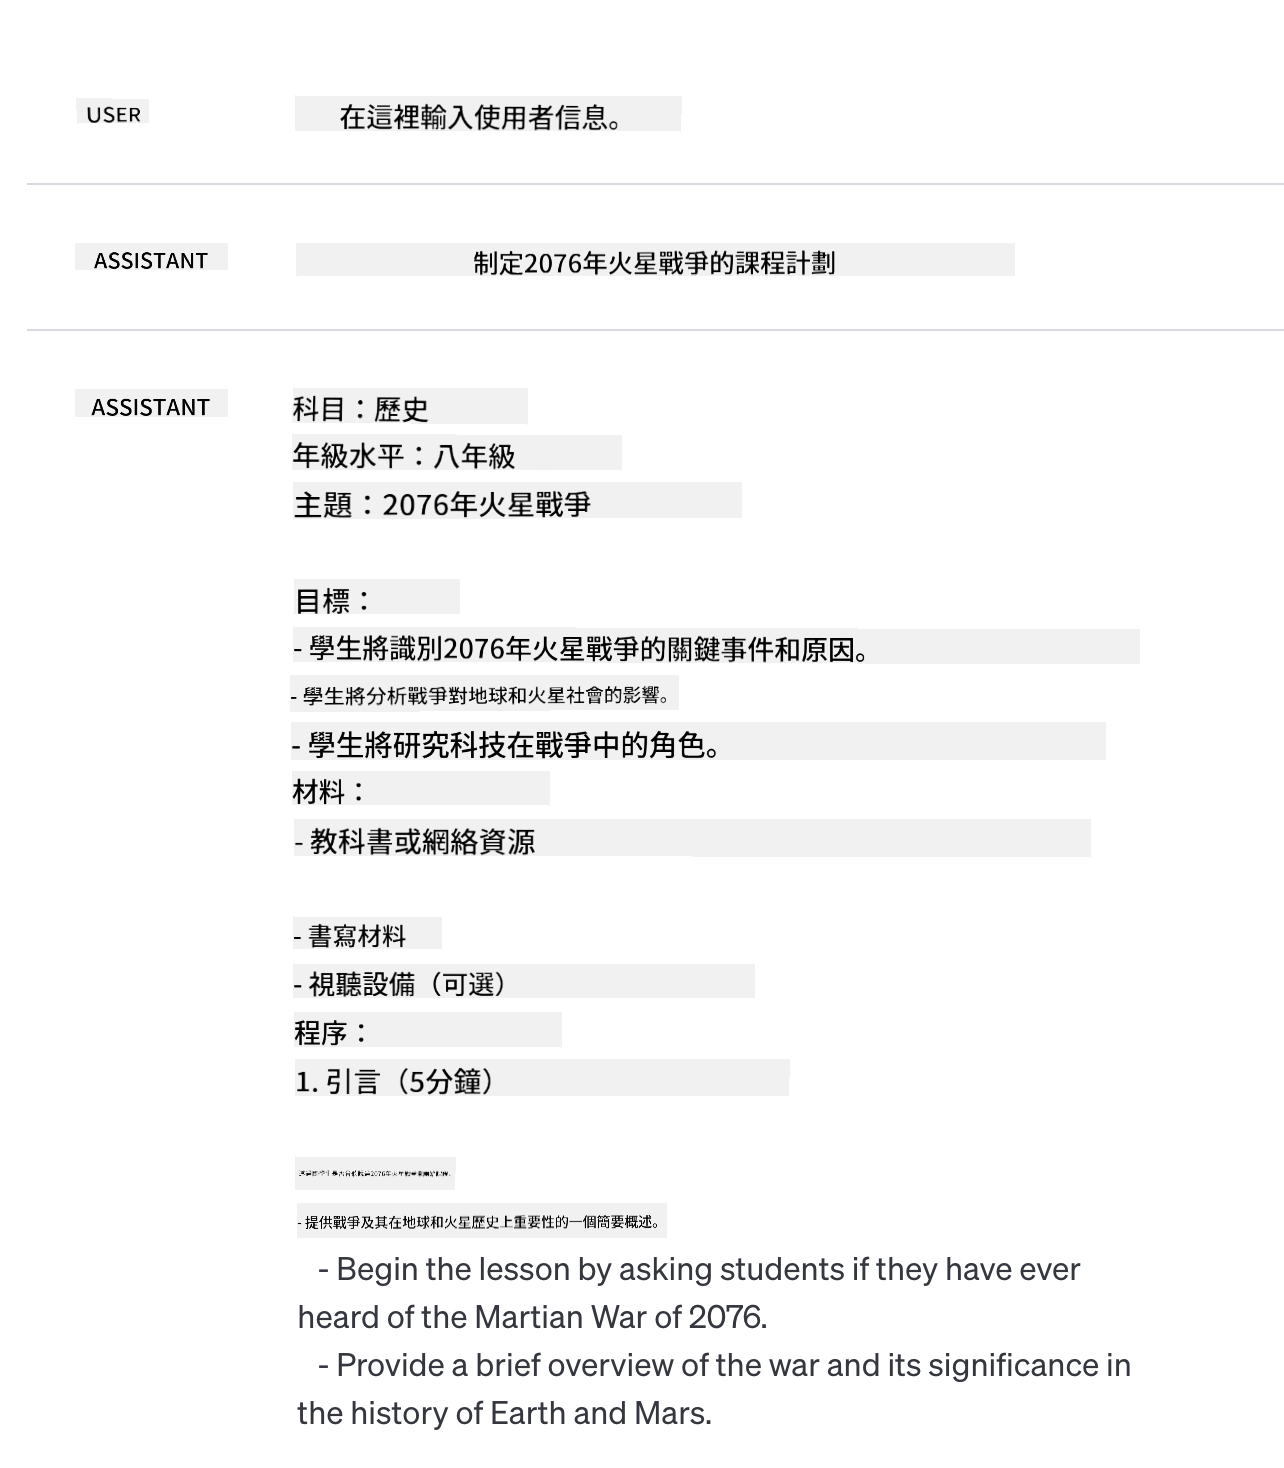 USER
在這裡輸入使用者信息。
ASSISTANT
制定2076年火星戰爭的課程計劃
ASSISTANT
科目：歷史
年級水平：八年級
主題：2076年火星戰爭
目標：
- 學生將識別2076年火星戰爭的關鍵事件和原因。
- 學生將分析戰爭對地球和火星社會的影響。
- 學生將研究科技在戰爭中的角色。
材料：
- 教科書或網絡資源
- 書寫材料
- 視聽設備（可選）
程序：
1. 引言（5分鐘）
2076年火星戰爭
- 提供戰爭及其在地球和火星歷史上重要性的一個簡要概述。
- Begin the lesson by asking students if they have ever
heard of the Martian War of 2076.
- Provide a brief overview of the war and its significance in
the history of Earth and Mars.